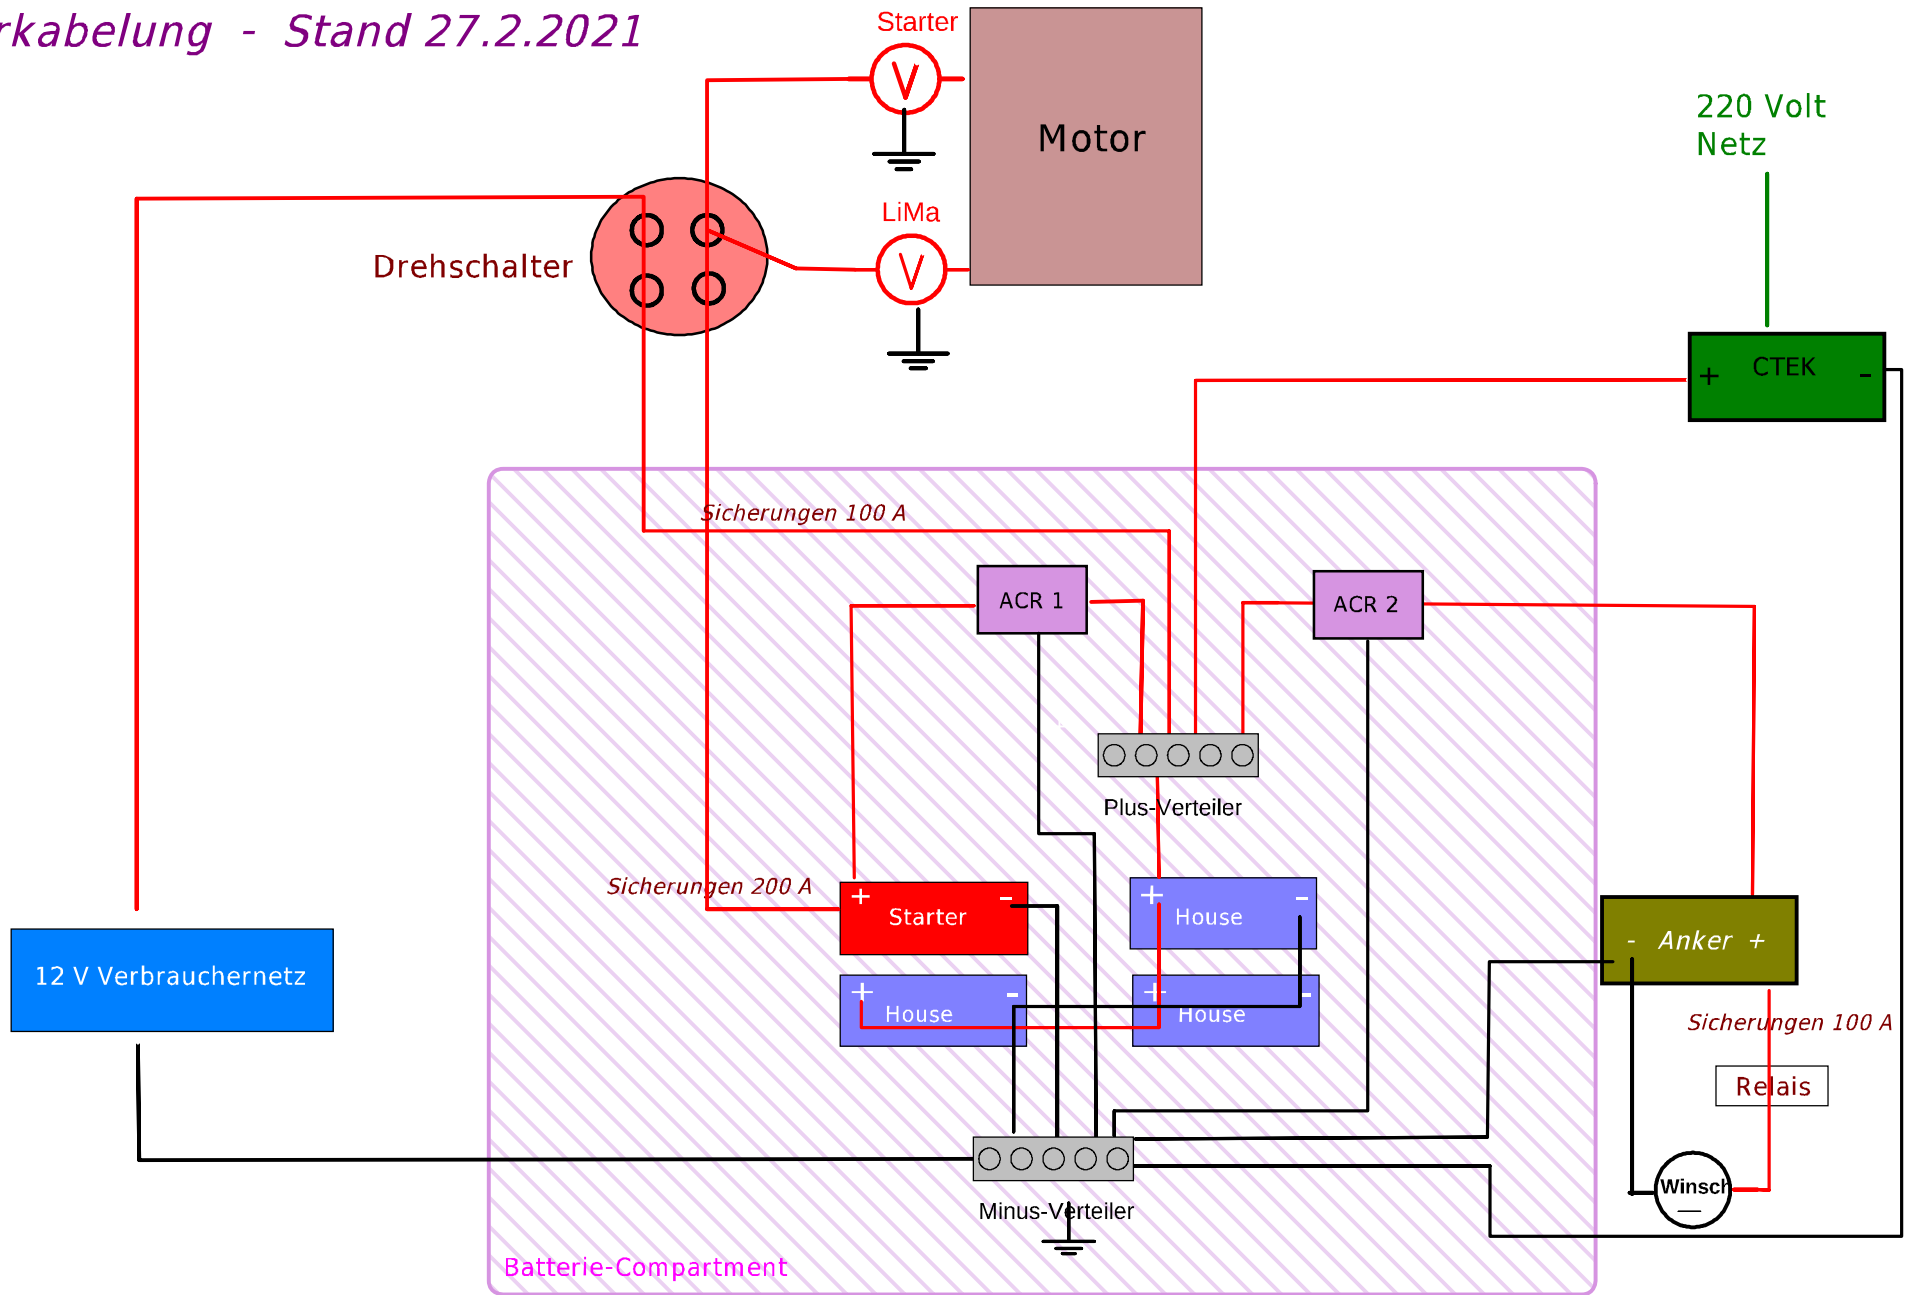 rkabelung - Stand 27.2.2021
Starter
V
Motor
220 Volt
Netz
LiMa
V
Drehschalter
+ CTEK -
Sicherungen 100 A
ACR 1
ACR 2
Plus-Verteiler
Sicherungen 200 A
+ -
Starter
+ -
House
- Anker +
12 V Verbrauchernetz
+ -
House
+ -
House
Sicherungen 100 A
Relais
Winsch
Minus-Verteiler
Batterie-Compartment